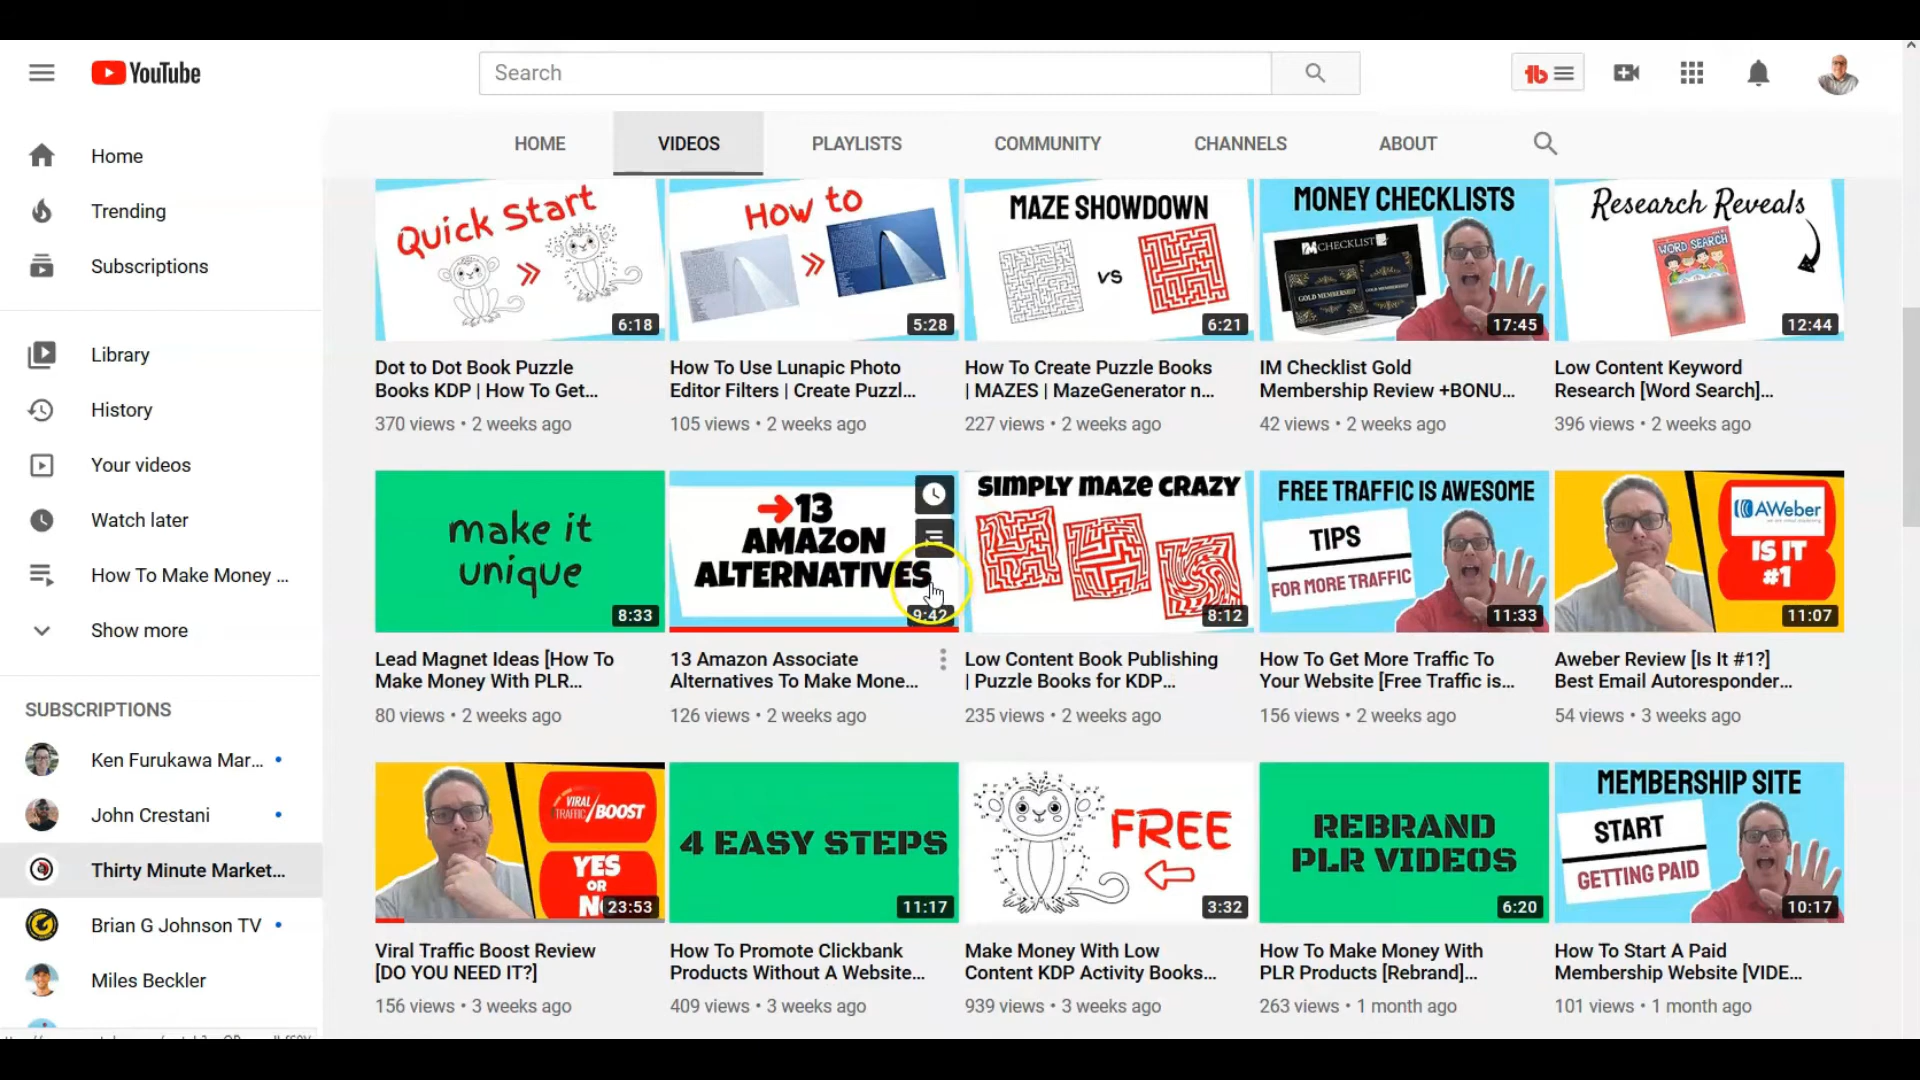 YouTube
Search
tb
Home
Trending
Subscriptions
Library
History
Your videos
Watch later
How To Make Money ...
Show more
SUBSCRIPTIONS
Ken Furukawa Mar...
John Crestani
Thirty Minute Market...
Brian G Johnson TV
Miles Beckler
HOME
VIDEOS
PLAYLISTS
COMMUNITY
CHANNELS
ABOUT
Quick Start
6:18
Dot to Dot Book Puzzle
Books KDP | How To Get...
370 views • 2 weeks ago
How to
5:28
How To Use Lunapic Photo
Editor Filters | Create Puzzl...
105 views • 2 weeks ago
MAZE SHOWDOWN
VS
6:21
How To Create Puzzle Books
| MAZES | MazeGenerator n...
227 views • 2 weeks ago
MONEY CHECKLISTS
CHECKLIST
GOLD MEMBERSHIP
17:45
IM Checklist Gold
Membership Review +BONU...
42 views • 2 weeks ago
Research Reveals
WORD SEARCH
12:44
Low Content Keyword
Research [Word Search]...
396 views • 2 weeks ago
make it
unique
8:33
Lead Magnet Ideas [How To
Make Money With PLR...
80 views • 2 weeks ago
13
AMAZON
ALTERNATIVES
9:42
13 Amazon Associate
Alternatives To Make Mone...
126 views • 2 weeks ago
SIMPLY MAZE CRAZY
8:12
Low Content Book Publishing
| Puzzle Books for KDP...
235 views • 2 weeks ago
FREE TRAFFIC IS AWESOME
TIPS
FOR MORE TRAFFIC
11:33
How To Get More Traffic To
Your Website [Free Traffic is...
156 views • 2 weeks ago
AWeber
IS IT
#1
11:07
Aweber Review [Is It #1?]
Best Email Autoresponder...
54 views • 3 weeks ago
VIRAL
TRAFFIC/BOOST
YES
OR
NO
23:53
Viral Traffic Boost Review
[DO YOU NEED IT?]
156 views • 3 weeks ago
4 EASY STEPS
11:17
How To Promote Clickbank
Products Without A Website...
409 views • 3 weeks ago
FREE
3:32
Make Money With Low
Content KDP Activity Books...
939 views • 3 weeks ago
REBRAND
PLR VIDEOS
6:20
How To Make Money With
PLR Products [Rebrand]...
263 views • 1 month ago
MEMBERSHIP SITE
START
GETTING PAID
10:17
How To Start A Paid
Membership Website [VIDE...
101 views • 1 month ago